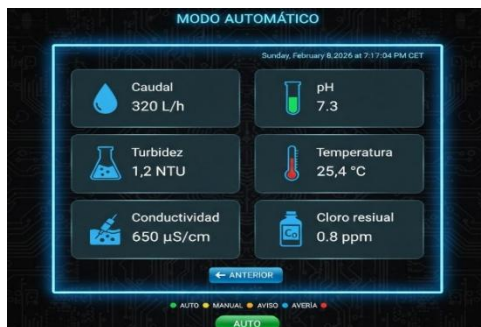 MODO AUTOMÁTICO
Sunday, February 8, 2026 at 7:17:04 PM CET
Caudal
320 L/h
pH
7.3
Turbidez
1,2 NTU
Temperatura
25,4 °C
Conductividad
650 µS/cm
Cloro resiual
0.8 ppm
← ANTERIOR
AUTO MANUAL AVISO AVERÍA
AUTO